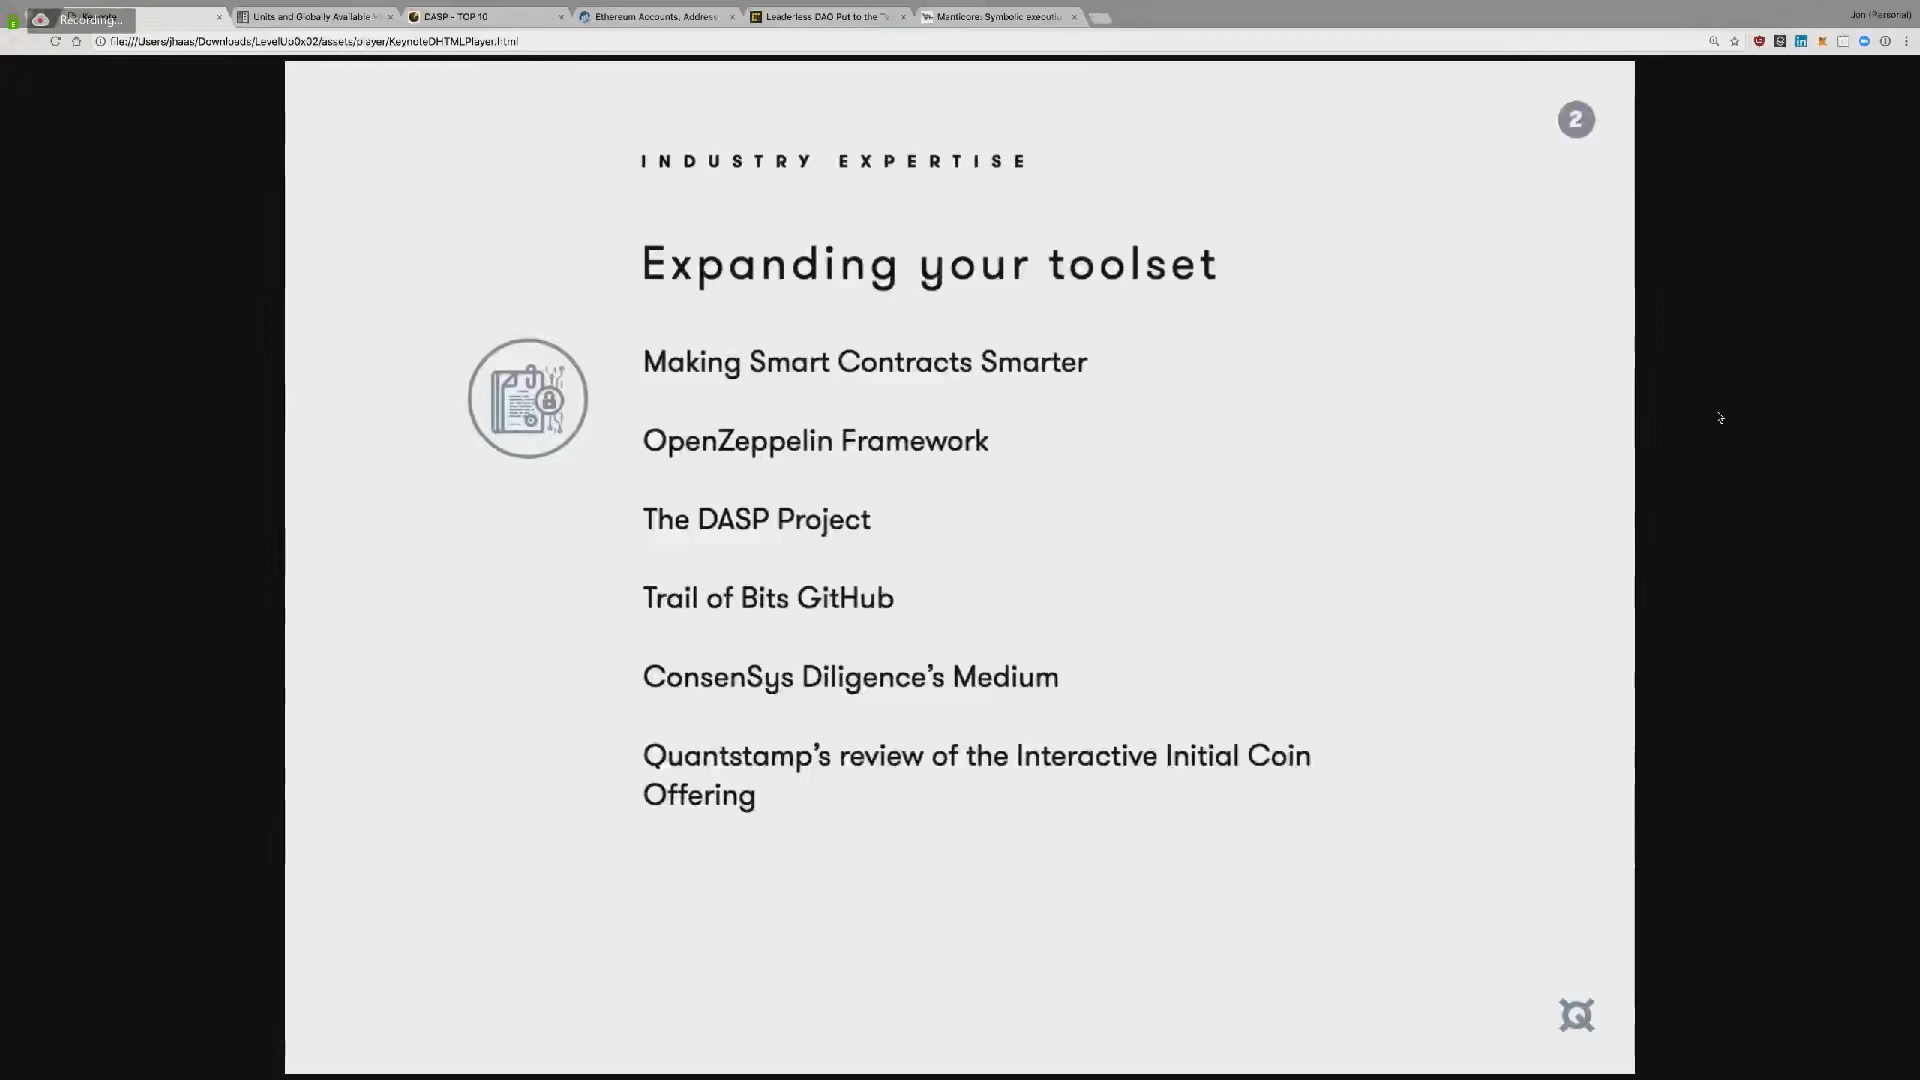 Recording...
Units and Globally Available
DASP - TOP 10
Ethereum Accounts, Address
Leaderless DAO Put to the
Manticore: Symbolic executio
Jon (Personal)
file:///Users/jhaas/Downloads/LevelUp0x02/assets/player/KeynoteDHTMLPlayer.html
2
INDUSTRY EXPERTISE
Expanding your toolset
Making Smart Contracts Smarter
OpenZeppelin Framework
The DASP Project
Trail of Bits GitHub
ConsenSys Diligence’s Medium
Quantstamp’s review of the Interactive Initial Coin
Offering